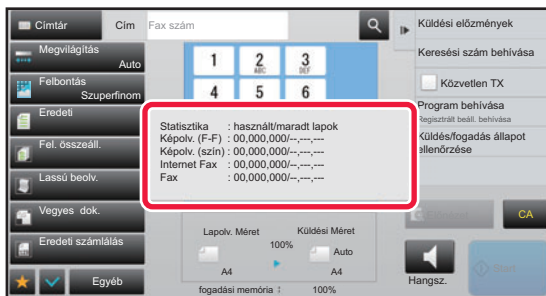 Címtár
Cím
Fax szám
Küldési előzmények
Megvilágítás
Auto
Keresési szám behívása
1
2
ABC
3
DEF
Felbontás
Szuperfinom
4
5
6
Közvetlen TX
Eredeti
Program behívása
Regisztrált beáll. behívása
Statisztika : használt/maradt lapok
Képolv. (F-F) : 00,000,000/--,---,---
Képolv. (szín) : 00,000,000/--,---,---
Internet Fax : 00,000,000/--,---,---
Fax : 00,000,000/--,---,---
Küldés/fogadás állapot
ellenőrzése
Fel. összeáll.
Lassú beolv.
Vegyes dok.
CA
Eredeti számlálás
Lapolv. Méret
Küldési Méret
100%
Auto
A4
A4
Egyéb
Hangsz.
Start
fogadási memória :
100%